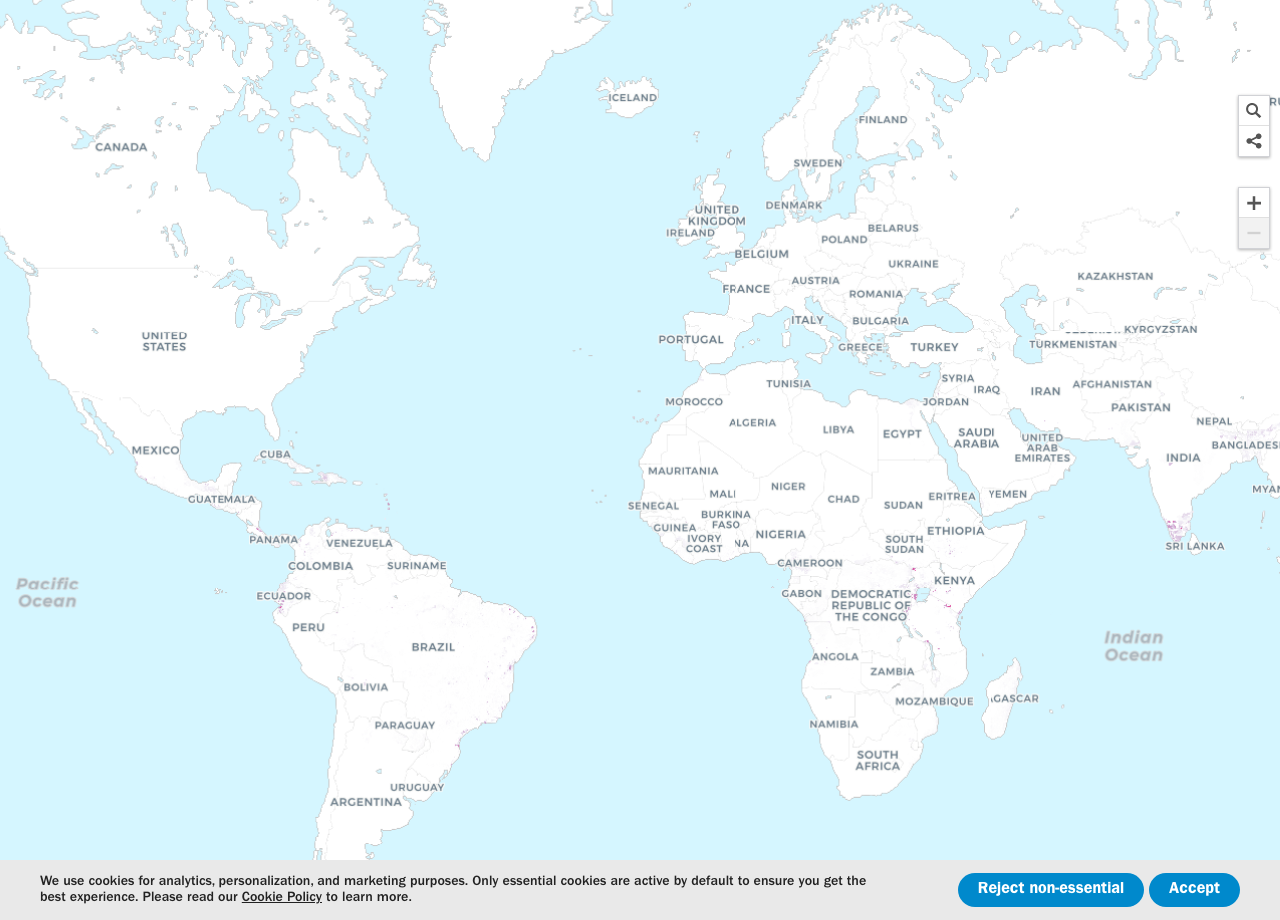 ICELAND
FINLAND
CANADA
SWEDEN
DENMARK
UNITED
KINGDOM
IRELAND
BELARUS
POLAND
BELGIUM
UKRAINE
KAZAKHSTAN
AUSTRIA
FRANCE
ROMANIA
ITALY
BULGARIA
KYRGYZSTAN
UNITED
STATES
PORTUGAL
GREECE
TURKEY
TURKMENISTAN
SYRIA
TUNISIA
IRAQ
IRAN
AFGHANISTAN
MOROCCO
JORDAN
PAKISTAN
ALGERIA
LIBYA
EGYPT
SAUDI
ARABIA
NEPAL
UNITED
ARAB
EMIRATES
BANGLADESH
MEXICO
CUBA
INDIA
MAURITANIA
NIGER
MALI
CHAD
ERITREA
YEMEN
MYAN
GUATEMALA
SENEGAL
SUDAN
BURKINA
FASO
GUINEA
NIGERIA
ETHIOPIA
IVORY
COAST
NA
PANAMA
VENEZUELA
SOUTH
SUDAN
SRI LANKA
COLOMBIA
SURINAME
CAMEROON
KENYA
Pacific
Ocean
ECUADOR
GABON
DEMOCRATIC
REPUBLIC OF
THE CONGO
PERU
BRAZIL
Indian
Ocean
ANGOLA
ZAMBIA
BOLIVIA
MOZAMBIQUE
GASCAR
PARAGUAY
NAMIBIA
SOUTH
AFRICA
URUGUAY
ARGENTINA
We use cookies for analytics, personalization, and marketing purposes. Only essential cookies are active by default to ensure you get the
best experience. Please read our Cookie Policy to learn more.
Reject non-essential
Accept